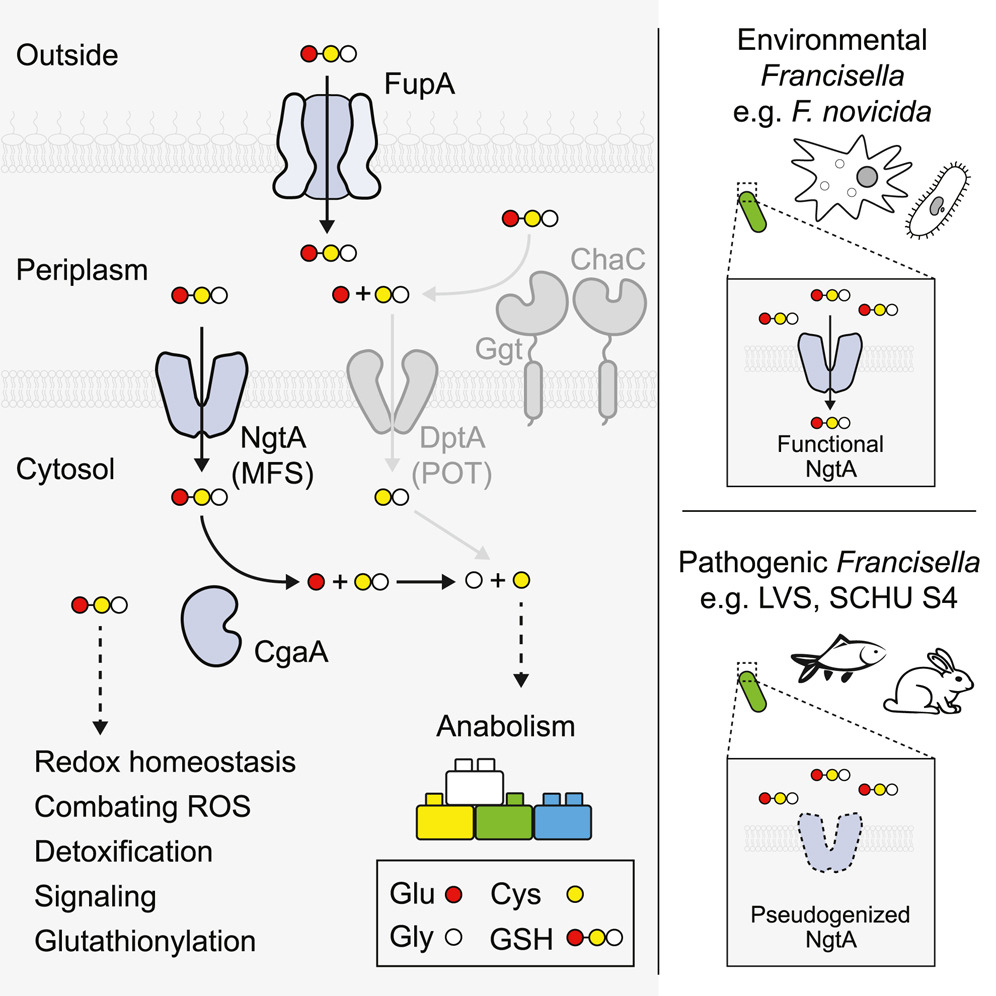 Outside
FupA
Periplasm
ChaC
Ggt
NgtA
(MFS)
DptA
(POT)
Cytosol
CgaA
Redox homeostasis
Combating ROS
Detoxification
Signaling
Glutathionylation
Anabolism
Glu
Cys
Gly
GSH
Environmental
Francisella
e.g. F. novicida
Functional
NgtA
Pathogenic Francisella
e.g. LVS, SCHU S4
Pseudogenized
NgtA